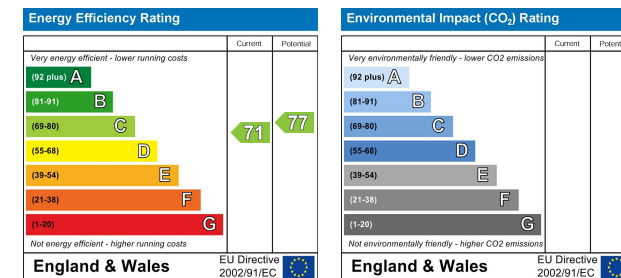 Energy Efficiency Rating
Current Potential
Very energy efficient - lower running costs
(92 plus) A
(81-91) B
(69-80) C
(55-68) D
(39-54) E
(21-38) F
(1-20) G
71
77
Not energy efficient - higher running costs
England & Wales
EU Directive
2002/91/EC
Environmental Impact (CO₂) Rating
Current Potent
Very environmentally friendly - lower CO2 emissions
(92 plus) A
(81-91) B
(69-80) C
(55-68) D
(39-54) E
(21-38) F
(1-20) G
Not environmentally friendly - higher CO2 emissions
England & Wales
EU Directive
2002/91/EC